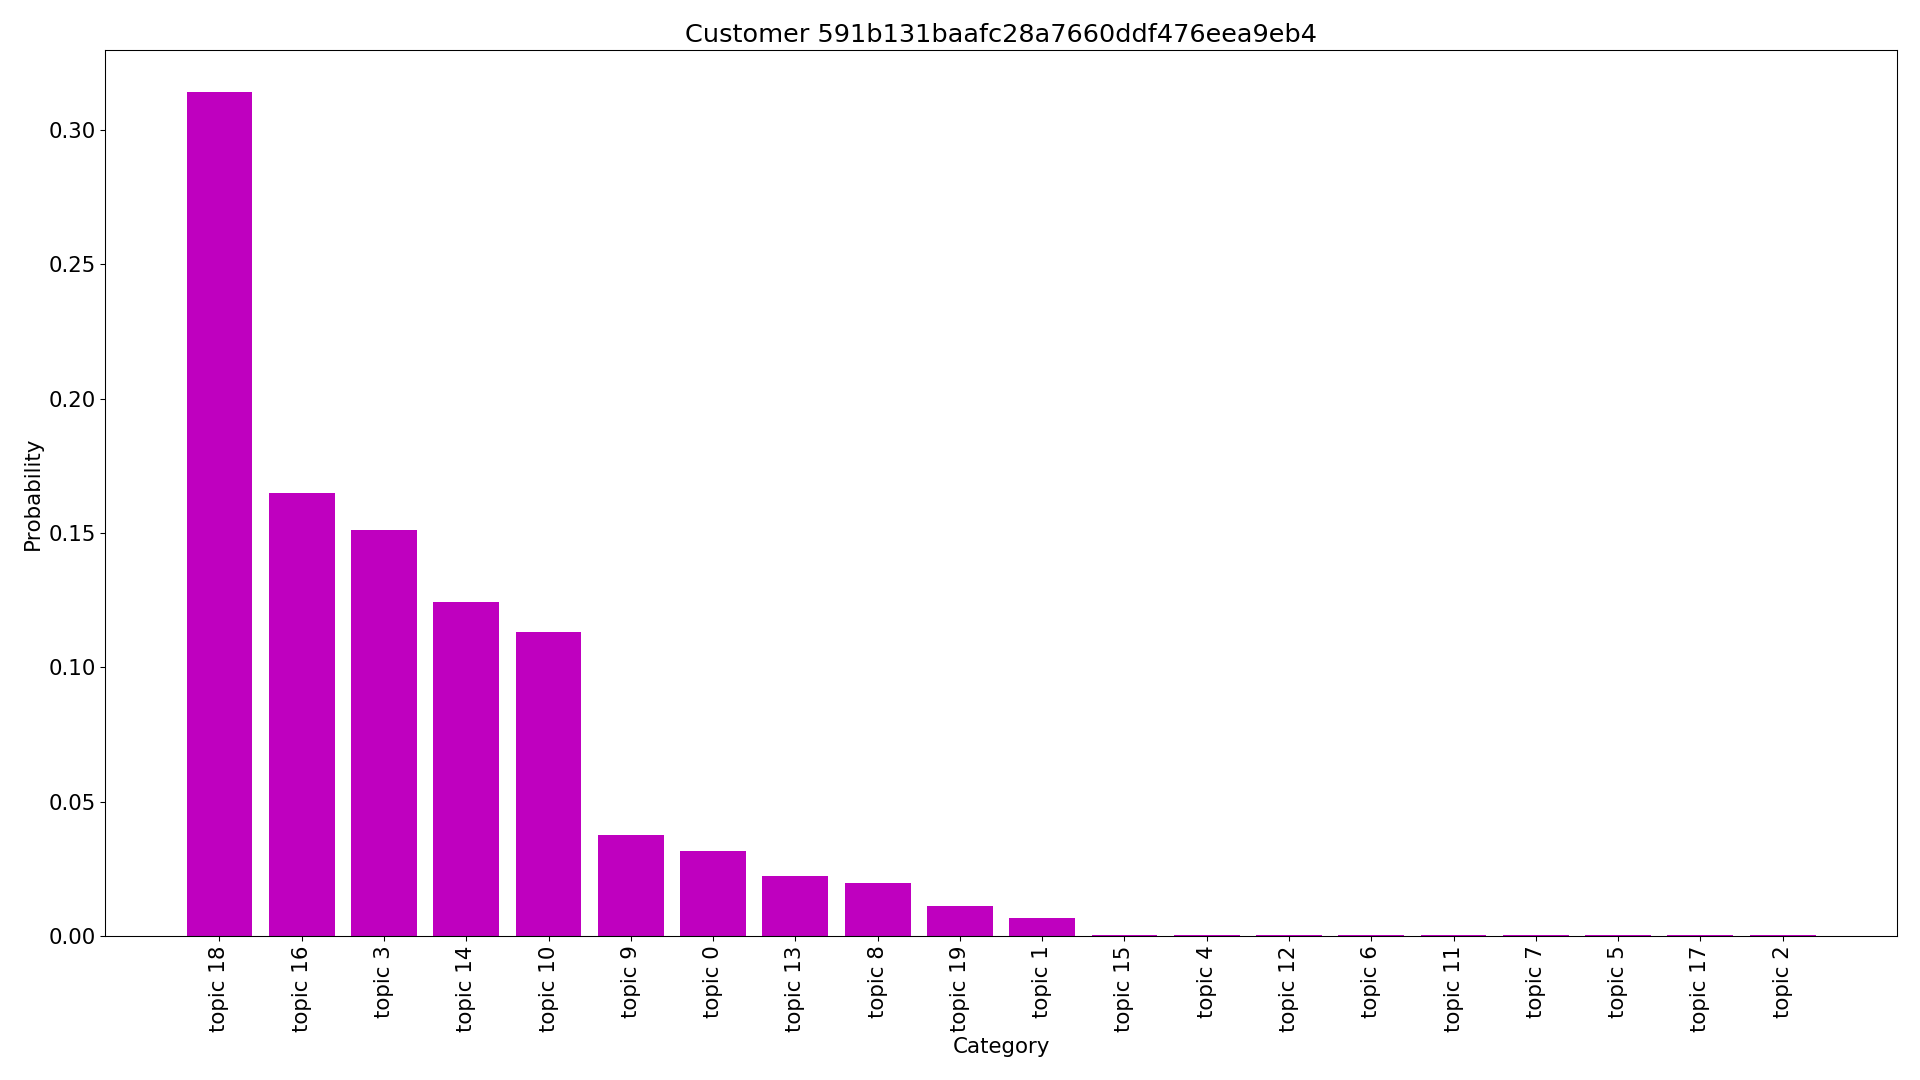 Customer 591b131baafc28a7660ddf476eea9eb4
Probability
0.30
0.25
0.20
0.15
0.10
0.05
0.00
topic 18
topic 16
topic 3
topic 14
topic 10
topic 9
topic 0
topic 13
topic 8
topic 19
topic 1
topic 15
topic 4
topic 12
topic 6
topic 11
topic 7
topic 5
topic 17
topic 2
Category